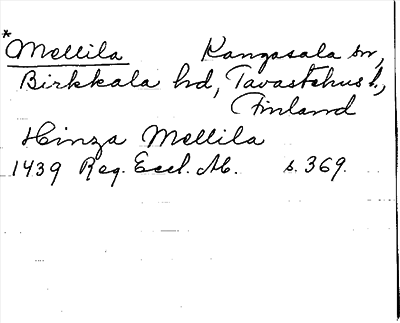 *Mellila Kangasala sn,
Birkkala hd, Tavastehus l.,
Finland
Hinza Mellila
1439 Reg. Eccl. Ab. s. 369.